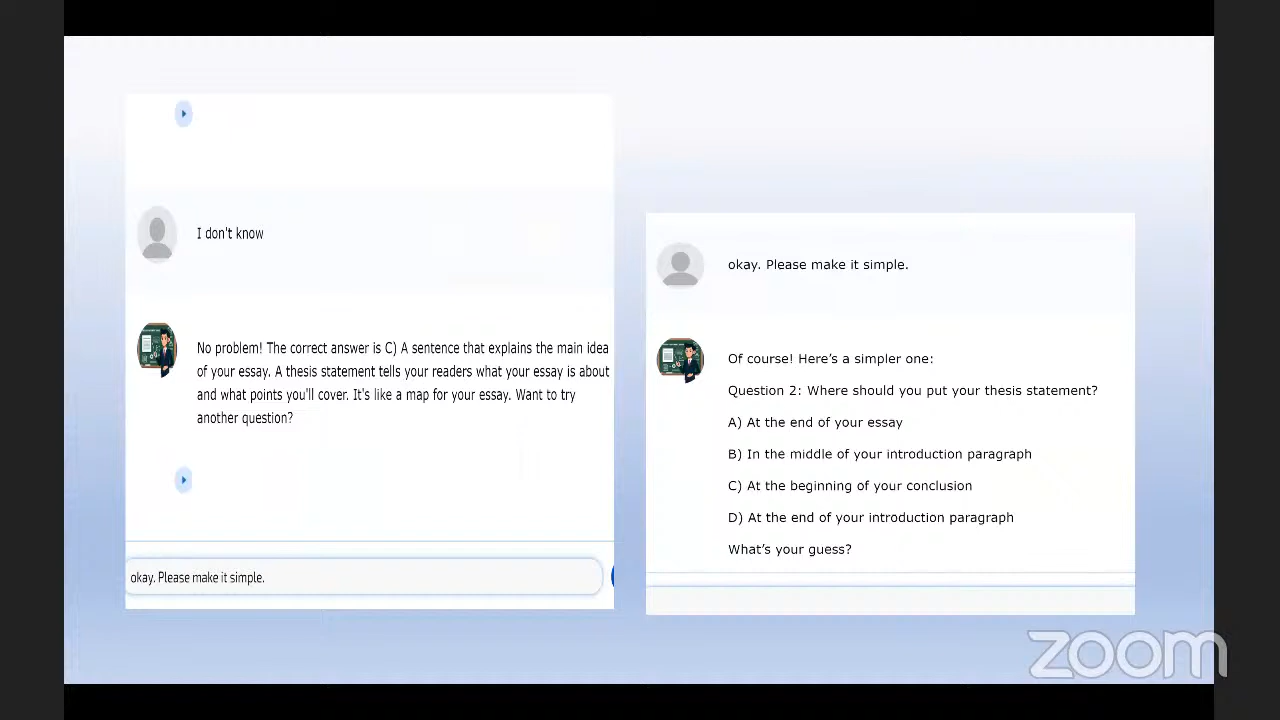 I don't know
No problem! The correct answer is C) A sentence that explains the main idea
of your essay. A thesis statement tells your readers what your essay is about
and what points you'll cover. It's like a map for your essay. Want to try
another question?
okay. Please make it simple.
okay. Please make it simple.
Of course! Here's a simpler one:
Question 2: Where should you put your thesis statement?
A) At the end of your essay
B) In the middle of your introduction paragraph
C) At the beginning of your conclusion
D) At the end of your introduction paragraph
What's your guess?
zoom